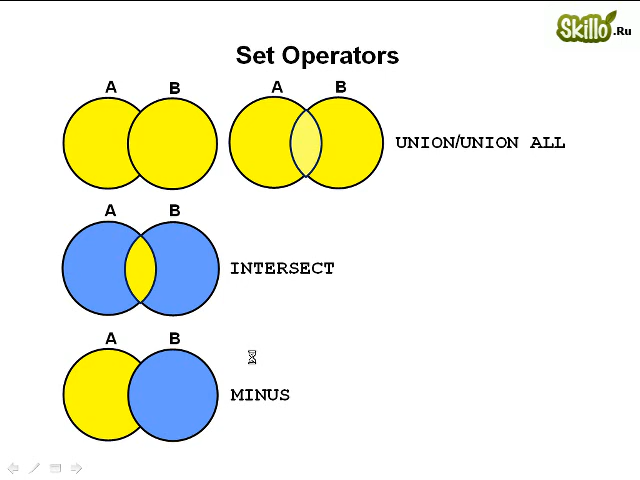 Skillo.Ru
Set Operators
A B A B
UNION/UNION ALL
A B
INTERSECT
A B
MINUS